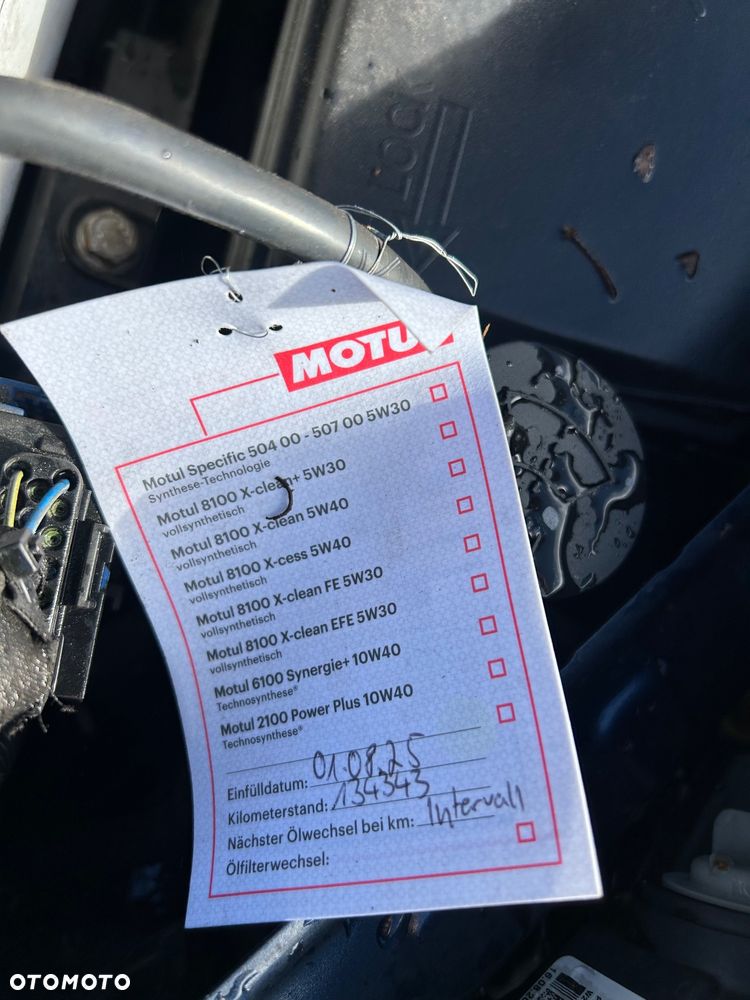 LOCK
MOTUL
Motul Specific 504 00 - 507 00 5W30
Synthese-Technologie
Motul 8100 X-clean+ 5W30
vollsynthetisch
Motul 8100 X-clean 5W40
vollsynthetisch
Motul 8100 X-cess 5W40
vollsynthetisch
Motul 8100 X-clean FE 5W30
vollsynthetisch
Motul 8100 X-clean EFE 5W30
vollsynthetisch
Motul 6100 Synergie+ 10W40
Technosynthese®
Motul 2100 Power Plus 10W40
Technosynthese®
Einfülldatum: 01.08.25
Kilometerstand: 134343
Nächster Ölwechsel bei km: Intervall
Ölfilterwechsel:
OTOMOTO